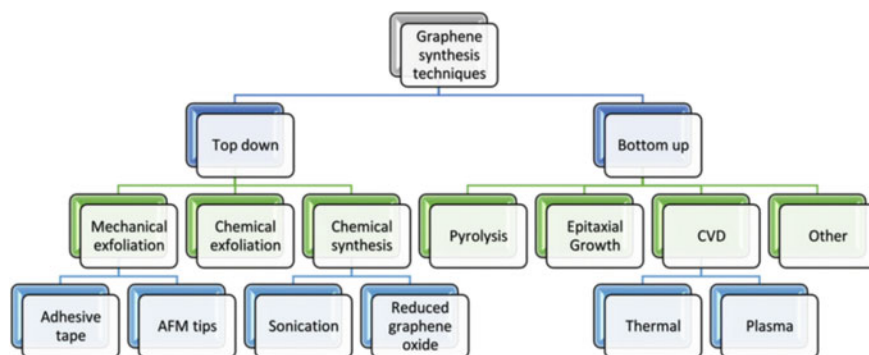 Graphene
synthesis
techniques
Top down
Bottom up
Mechanical
exfoliation
Chemical
exfoliation
Chemical
synthesis
Pyrolysis
Epitaxial
Growth
CVD
Other
Adhesive
tape
AFM tips
Sonication
Reduced
graphene
oxide
Thermal
Plasma